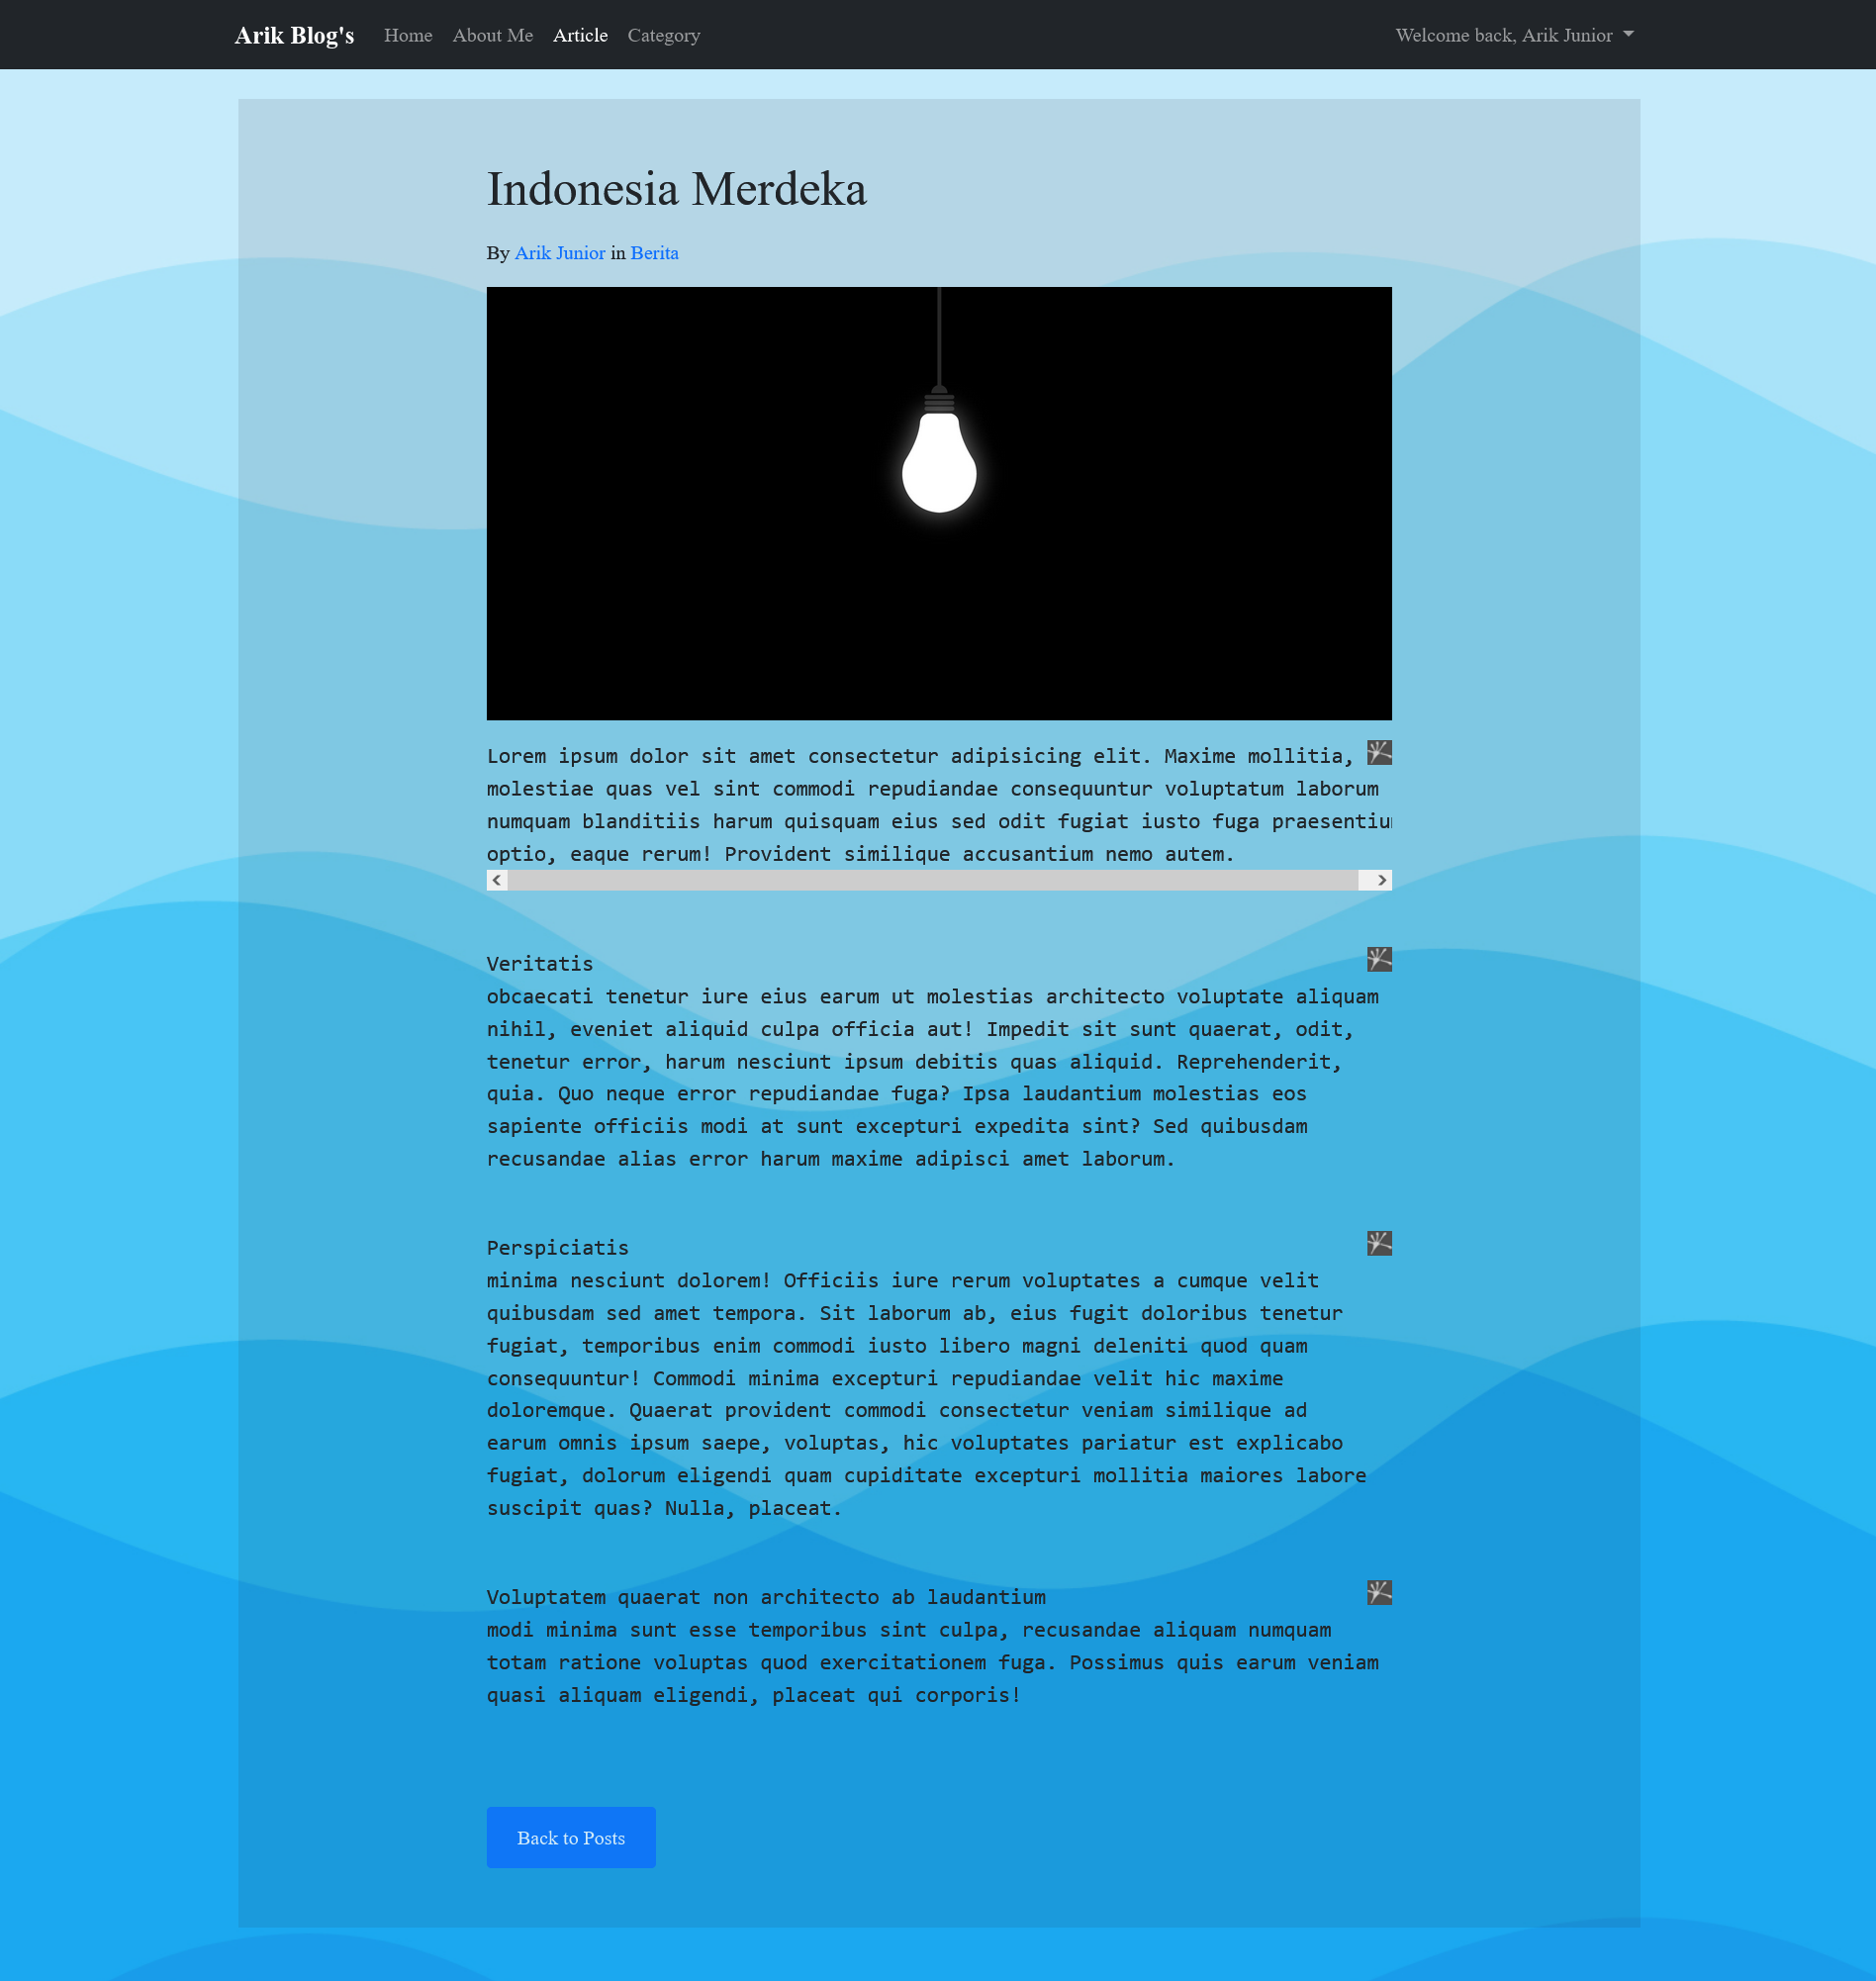 Arik Blog's Home About Me Article Category Welcome back, Arik Junior
Indonesia Merdeka
By Arik Junior in Berita
Lorem ipsum dolor sit amet consectetur adipisicing elit. Maxime mollitia,
molestiae quas vel sint commodi repudiandae consequuntur voluptatum laborum
numquam blanditiis harum quisquam eius sed odit fugiat iusto fuga
optio, eaque rerum! Provident similique accusantium nemo autem.
Veritatis
obcaecati tenetur iure eius earum ut molestias architecto voluptate aliquam
nihil, eveniet aliquid culpa officia aut! Impedit sit sunt quaerat, odit,
tenetur error, harum nesciunt ipsum debitis quas aliquid. Reprehenderit,
quia. Quo neque error repudiandae fuga? Ipsa laudantium molestias eos
sapiente officiis modi at sunt excepturi expedita sint? Sed quibusdam
recusandae alias error harum maxime adipisci amet laborum.
Perspiciatis
minima nesciunt dolorem! Officiis iure rerum voluptates a cumque velit
quibusdam sed amet tempora. Sit laborum ab, eius fugit doloribus tenetur
fugiat, temporibus enim commodi iusto libero magni deleniti quod quam
consequuntur! Commodi minima excepturi repudiandae velit hic maxime
doloremque. Quaerat provident commodi consectetur veniam similique ad
earum omnis ipsum saepe, voluptas, hic voluptates pariatur est explicabo
fugiat, dolorum eligendi quam cupiditate excepturi mollitia maiores labore
suscipit quas? Nulla, placeat.
Voluptatem quaerat non architecto ab laudantium
modi minima sunt esse temporibus sint culpa, recusandae aliquam numquam
totam ratione voluptas quod exercitationem fuga. Possimus quis earum veniam
quasi aliquam eligendi, placeat qui corporis!
Back to Posts